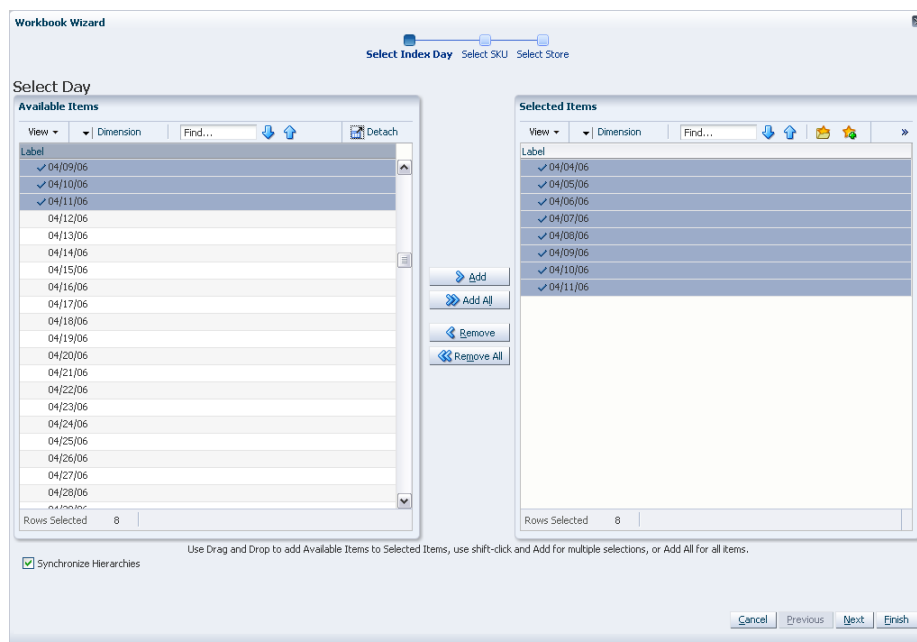 Workbook Wizard
Select Index Day Select SKU Select Store
Select Day
Available Items
View Dimension Find... Detach
Label
04/09/06
04/10/06
04/11/06
04/12/06
04/13/06
04/14/06
04/15/06
04/16/06
04/17/06
04/18/06
04/19/06
04/20/06
04/21/06
04/22/06
04/23/06
04/24/06
04/25/06
04/26/06
04/27/06
04/28/06
Rows Selected 8
Add
Add All
Remove
Remove All
Selected Items
View Dimension Find... »
Label
04/04/06
04/05/06
04/06/06
04/07/06
04/08/06
04/09/06
04/10/06
04/11/06
Rows Selected 8
Use Drag and Drop to add Available Items to Selected Items, use shift-click and Add for multiple selections, or Add All for all items.
Synchronize Hierarchies
Cancel Previous Next Finish